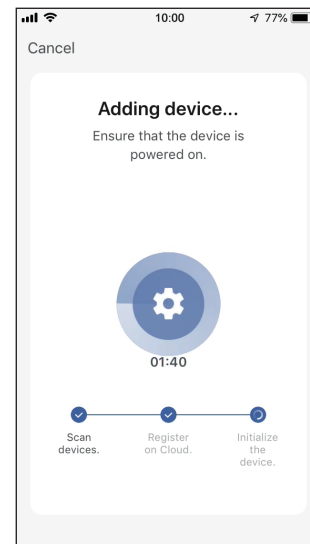 10:00
77%
Cancel
Adding device...
Ensure that the device is
powered on.
01:40
Scan
devices.
Register
on Cloud.
Initialize
the
device.